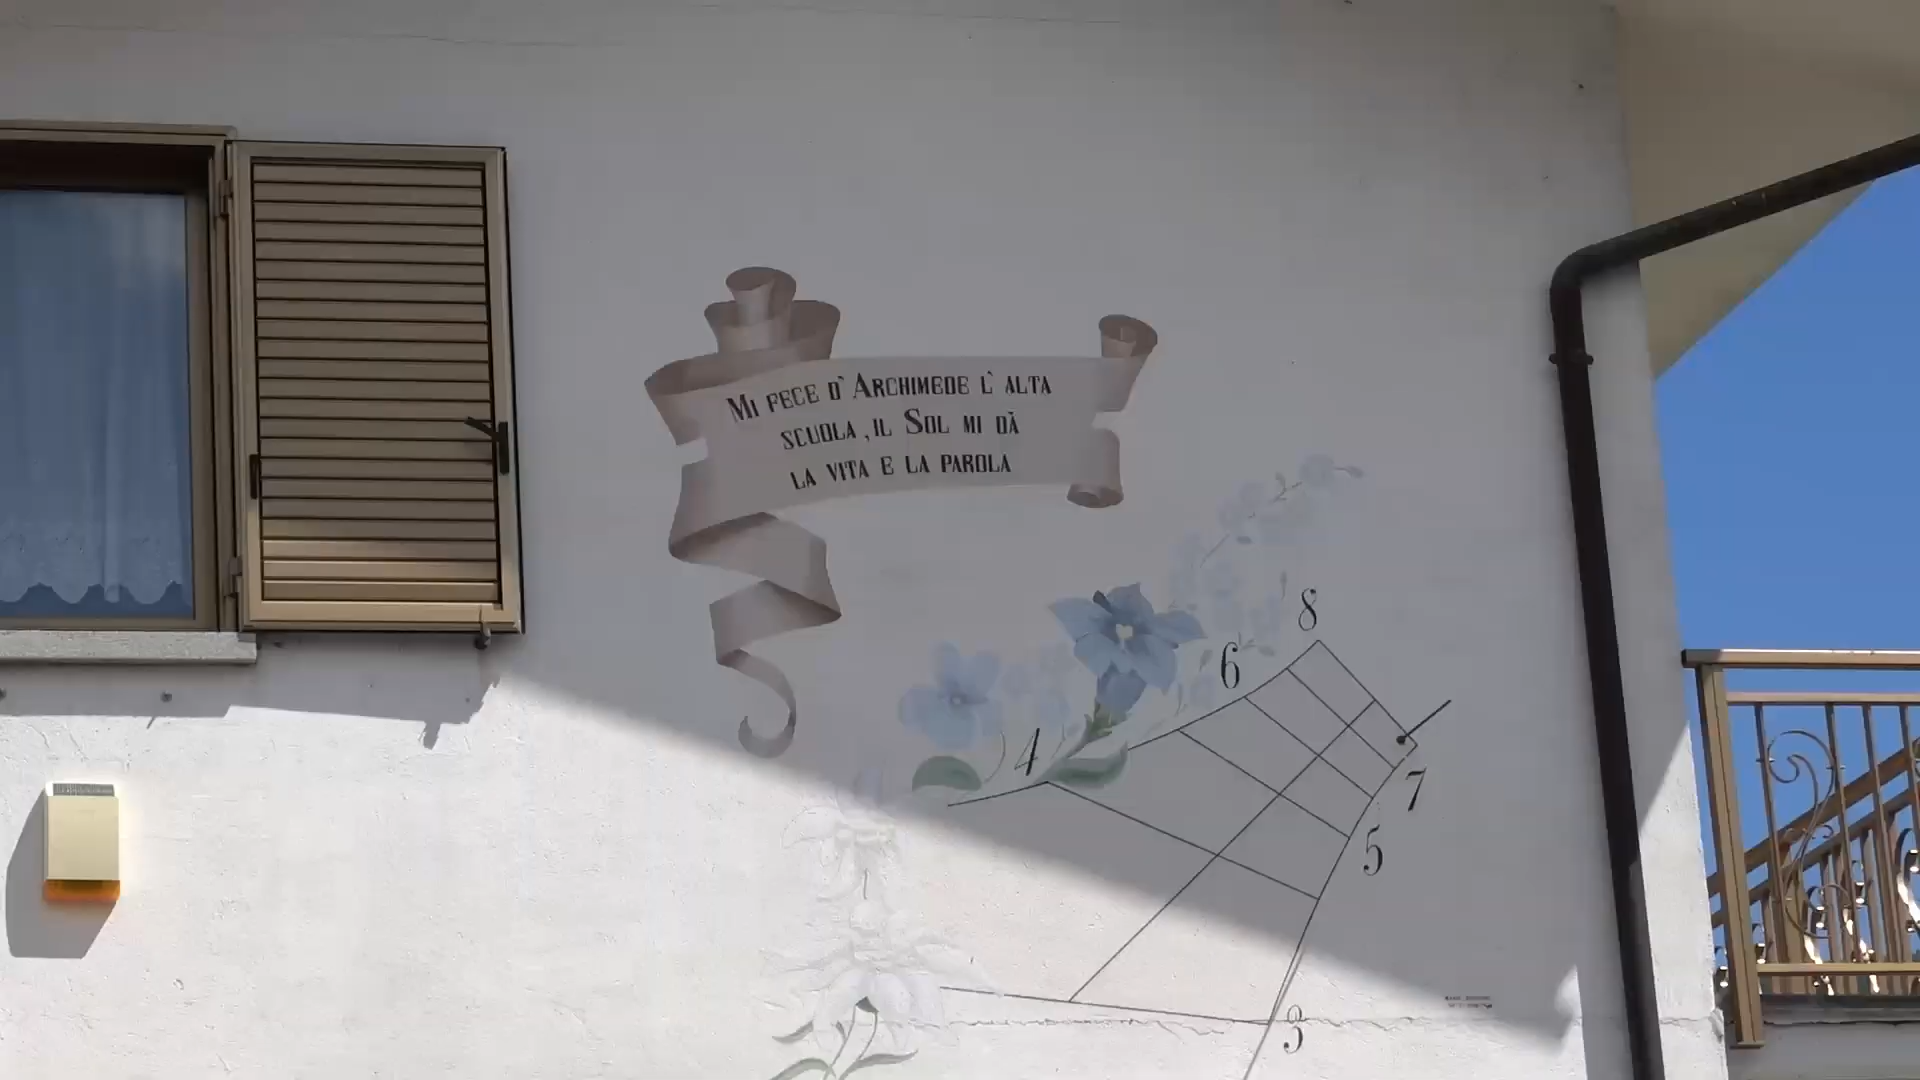 Mi fece d'Archimede l'alta
scuola, il Sol mi dà
la vita e la parola
8
6
4
7
5
3